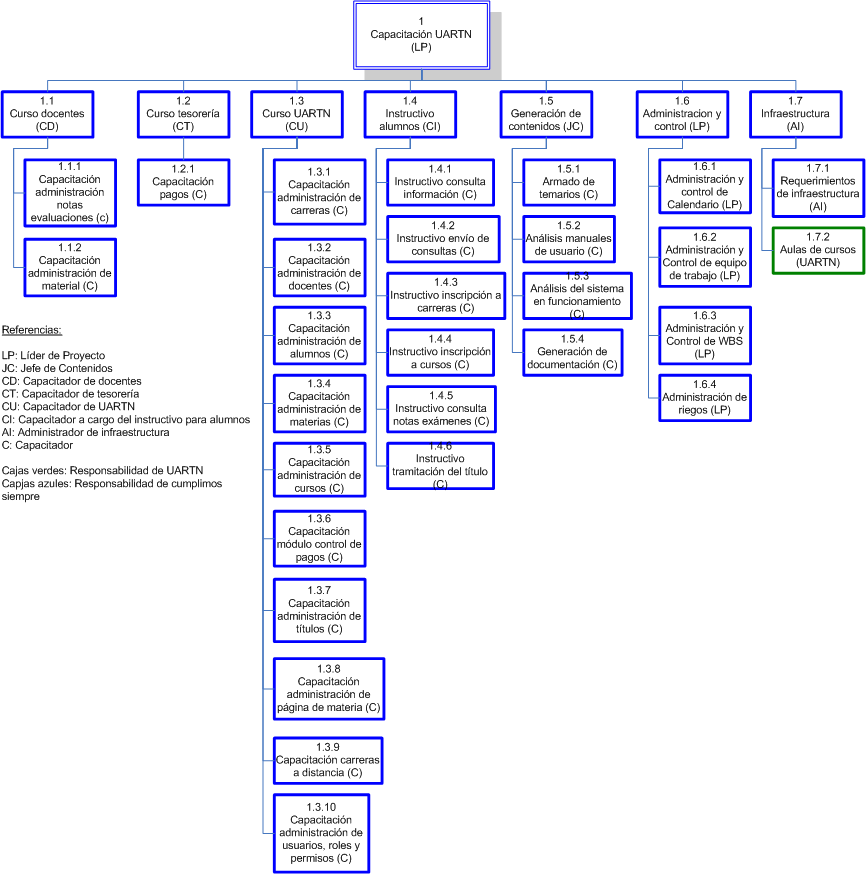 1
Capacitación UARTN
(LP)
1.1
Curso docentes
(CD)
1.2
Curso tesorería
(CT)
1.3
Curso UARTN
(CU)
1.4
Instructivo
alumnos (CI)
1.5
Generación de
contenidos (JC)
1.6
Administracion y
control (LP)
1.7
Infraestructura
(AI)
1.1.1
Capacitación
administración
notas
evaluaciones (c)
1.1.2
Capacitación
administración de
material (C)
1.2.1
Capacitación
pagos (C)
1.3.1
Capacitación
administración de
carreras (C)
1.3.2
Capacitación
administración de
docentes (C)
1.3.3
Capacitación
administración de
alumnos (C)
1.3.4
Capacitación
administración de
materias (C)
1.3.5
Capacitación
administración de
cursos (C)
1.3.6
Capacitación
módulo control de
pagos (C)
1.3.7
Capacitación
administración de
títulos (C)
1.3.8
Capacitación
administración de
página de materia (C)
1.3.9
Capacitación carreras
a distancia (C)
1.3.10
Capacitación
administración de
usuarios, roles y
permisos (C)
1.4.1
Instructivo consulta
información (C)
1.4.2
Instructivo envío de
consultas (C)
1.4.3
Instructivo inscripción a
carreras (C)
1.4.4
Instructivo inscripción
a cursos (C)
1.4.5
Instructivo consulta
notas exámenes (C)
1.4.6
Instructivo
tramitación del título
(C)
1.5.1
Armado de
temarios (C)
1.5.2
Análisis manuales
de usuario (C)
1.5.3
Análisis del sistema
en funcionamiento
(C)
1.5.4
Generación de
documentación (C)
1.6.1
Administración y
control de
Calendario (LP)
1.6.2
Administración y
Control de equipo
de trabajo (LP)
1.6.3
Administración y
Control de WBS
(LP)
1.6.4
Administración de
riegos (LP)
1.7.1
Requerimientos
de infraestructura
(AI)
1.7.2
Aulas de cursos
(UARTN)
Referencias:
LP: Líder de Proyecto
JC: Jefe de Contenidos
CD: Capacitador de docentes
CT: Capacitador de tesorería
CU: Capacitador de UARTN
CI: Capacitador a cargo del instructivo para alumnos
AI: Administrador de infraestructura
C: Capacitador
Cajas verdes: Responsabilidad de UARTN
Capjas azules: Responsabilidad de cumplimos
siempre